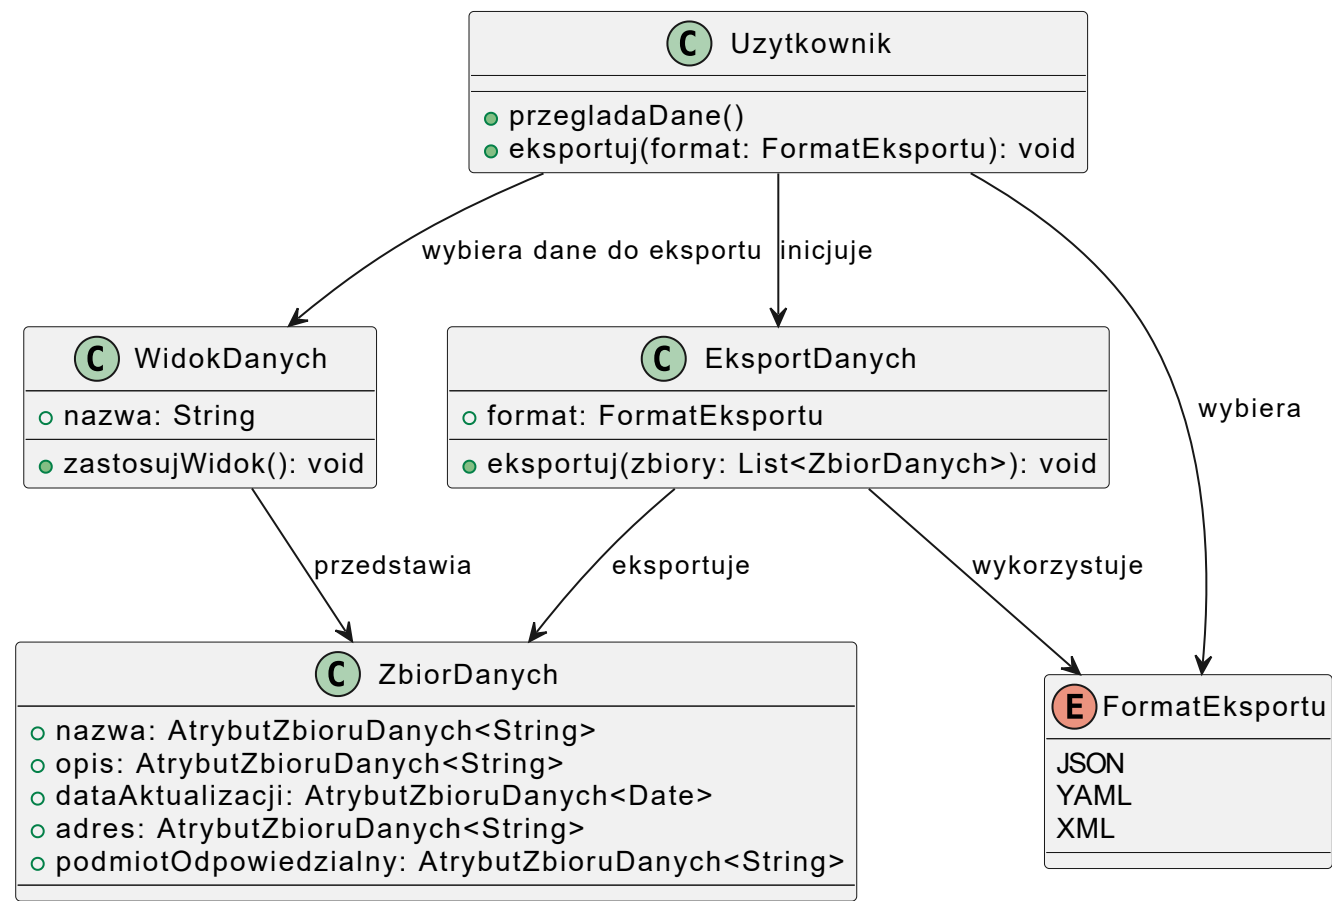 C Uzytkownik
przegladaDane()
eksportuj(format: FormatEksportu): void
wybiera dane do eksportu
inicjuje
C WidokDanych
nazwa: String
zastosujWidok(): void
C EksportDanych
format: FormatEksportu
eksportuj(zbiory: List<ZbiorDanych>): void
wybiera
przedstawia
eksportuje
wykorzystuje
C ZbiorDanych
nazwa: AtrybutZbioruDanych<String>
opis: AtrybutZbioruDanych<String>
dataAktualizacji: AtrybutZbioruDanych<Date>
adres: AtrybutZbioruDanych<String>
podmiotOdpowiedzialny: AtrybutZbioruDanych<String>
E FormatEksportu
JSON
YAML
XML